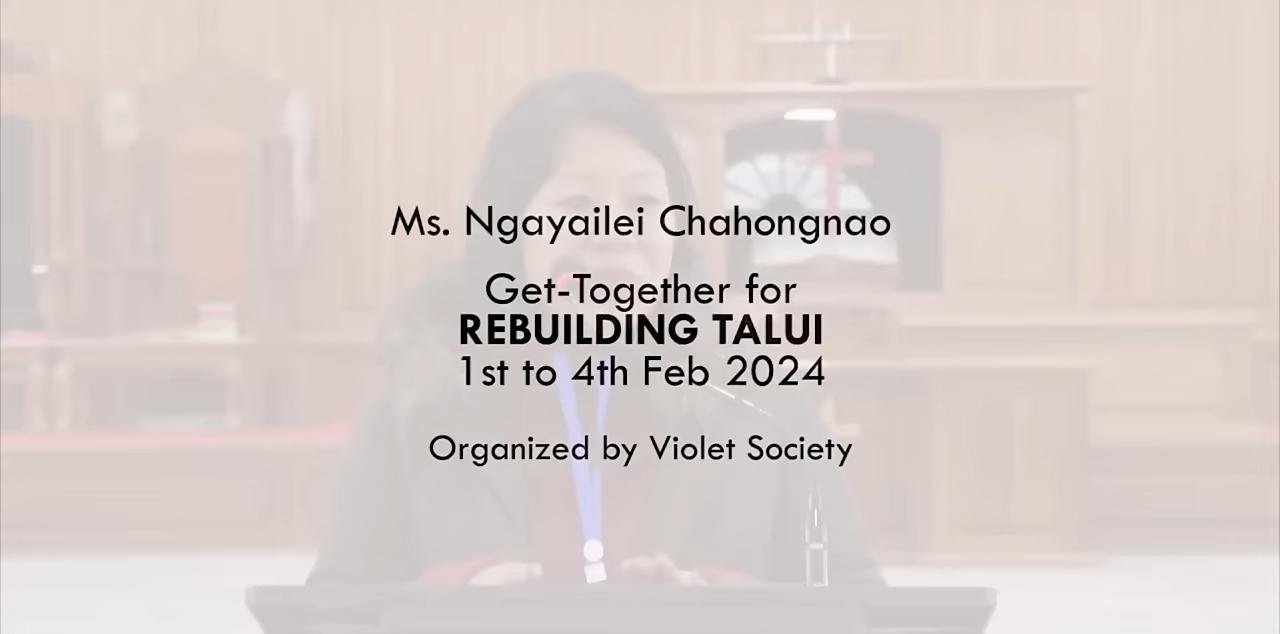 Ms. Ngayailei Chahongnao
Get-Together for
REBUILDING TALUI
1st to 4th Feb 2024
Organized by Violet Society